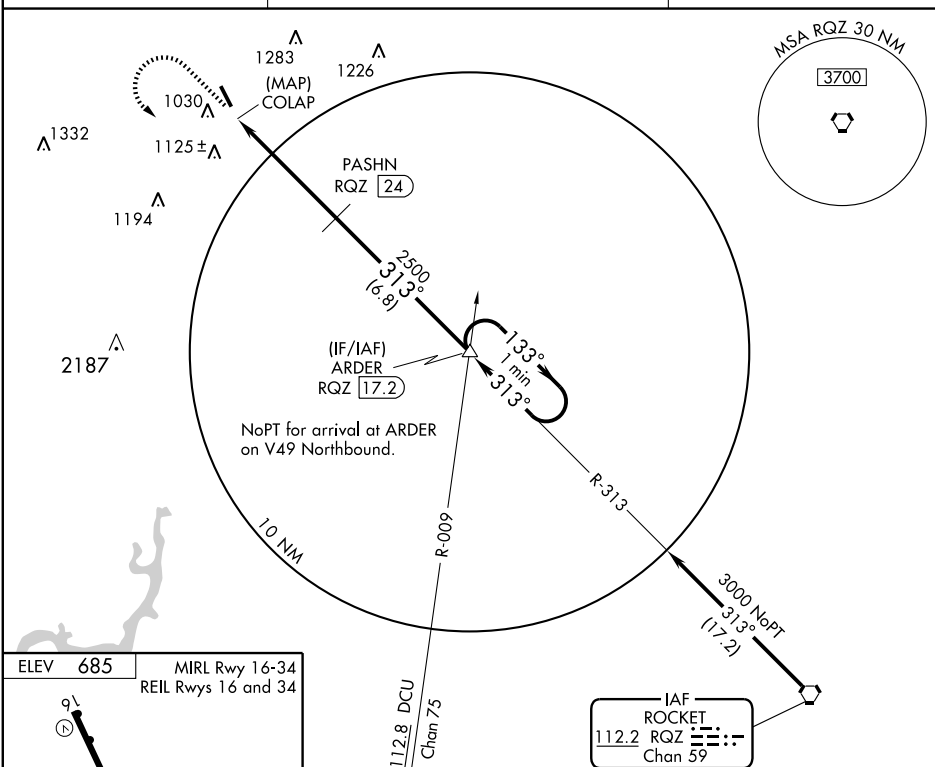 MSA RQZ 30 NM
3700
1283
1226
(MAP)
COLAP
1030
1332
1125 ±
PASHN
RQZ 24
1194
2500
313°
(6.8)
133°
1 min
313°
(IF/IAF)
ARDER
RQZ 17.2
2187
NoPT for arrival at ARDER
on V49 Northbound.
R-313
R-009
10 NM
3000 NoPT
313°
(17.2)
ELEV 685
MIRL Rwy 16-34
REIL Rwys 16 and 34
16
V
112.8 DCU
Chan 75
IAF
ROCKET
112.2 RQZ
Chan 59